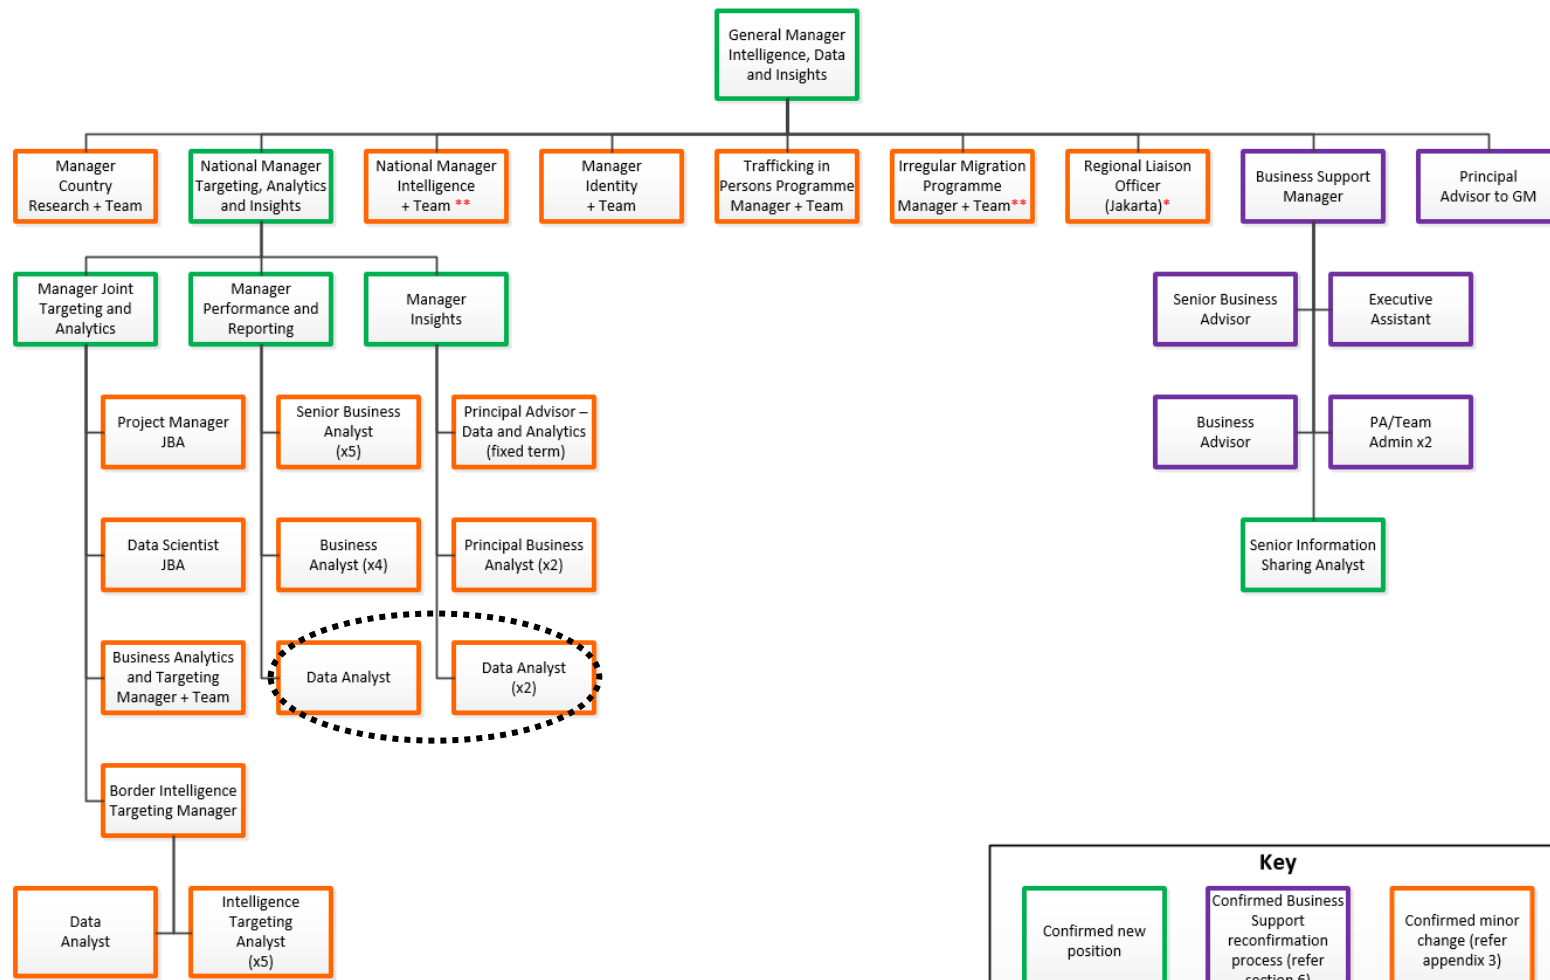 General Manager
Intelligence, Data
and Insights
Manager
Country
Research + Team
National Manager
Targeting, Analytics
and Insights
National Manager
Intelligence
+ Team **
Manager
Identity
+ Team
Trafficking in
Persons Programme
Manager + Team
Irregular Migration
Programme
Manager + Team**
Regional Liaison
Officer
(Jakarta)*
Business Support
Manager
Principal
Advisor to GM
Manager Joint
Targeting and
Analytics
Manager
Performance and
Reporting
Manager
Insights
Senior Business
Advisor
Executive
Assistant
Project Manager
JBA
Senior Business
Analyst
(x5)
Principal Advisor –
Data and Analytics
(fixed term)
Business
Advisor
PA/Team
Admin x2
Data Scientist
JBA
Business
Analyst (x4)
Principal Business
Analyst (x2)
Senior Information
Sharing Analyst
Business Analytics
and Targeting
Manager + Team
Data Analyst
Data Analyst
(x2)
Border Intelligence
Targeting Manager
Data
Analyst
Intelligence
Targeting
Analyst
(x5)
Key
Confirmed new
position
Confirmed Business
Support
reconfirmation
process (refer
section 6)
Confirmed minor
change (refer
appendix 3)